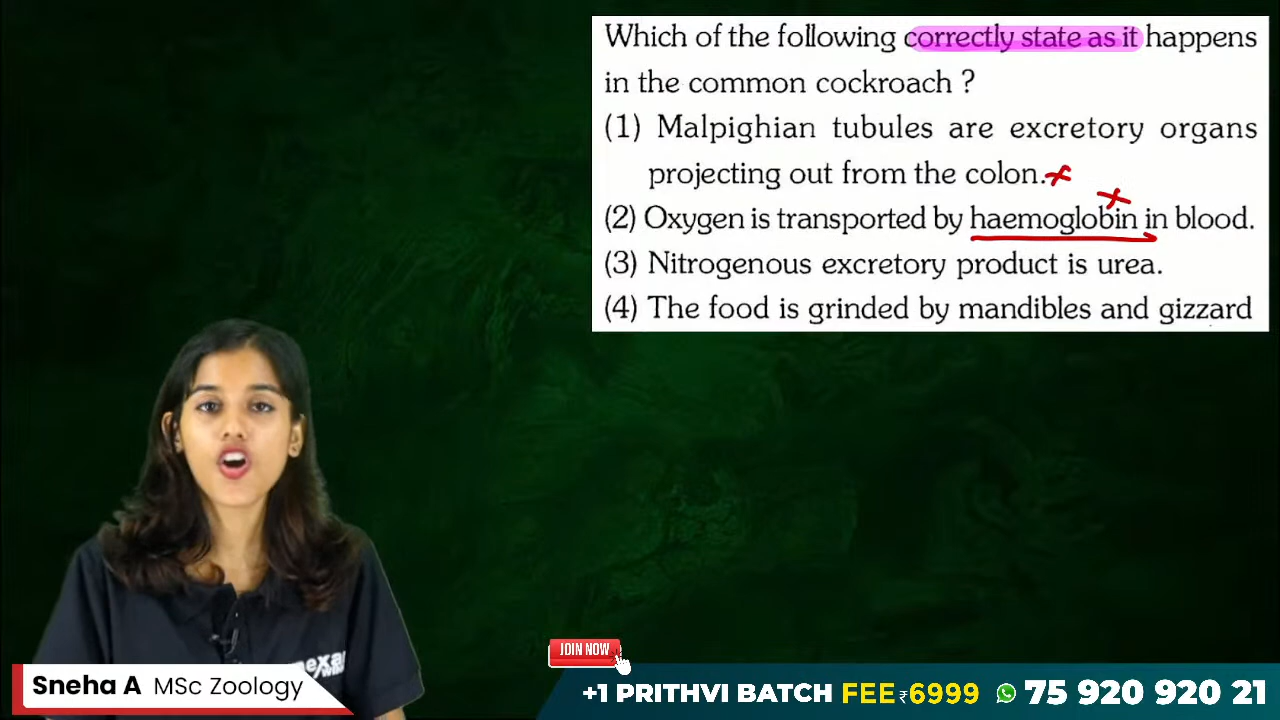 Which of the following correctly state as it happens
in the common cockroach ?
(1) Malpighian tubules are excretory organs
projecting out from the colon.
(2) Oxygen is transported by haemoglobin in blood.
(3) Nitrogenous excretory product is urea.
(4) The food is grinded by mandibles and gizzard
JOIN NOW
Sneha A MSc Zoology
+1 PRITHVI BATCH FEE ₹6999 75 920 920 21